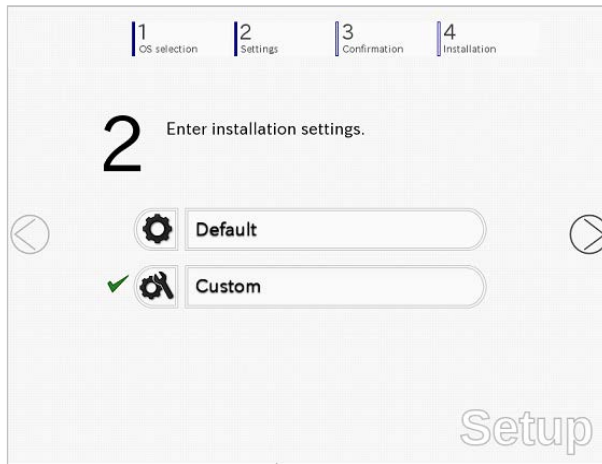 1
OS selection
2
Settings
3
Confirmation
4
Installation
2
Enter installation settings.
Default
Custom
Setup